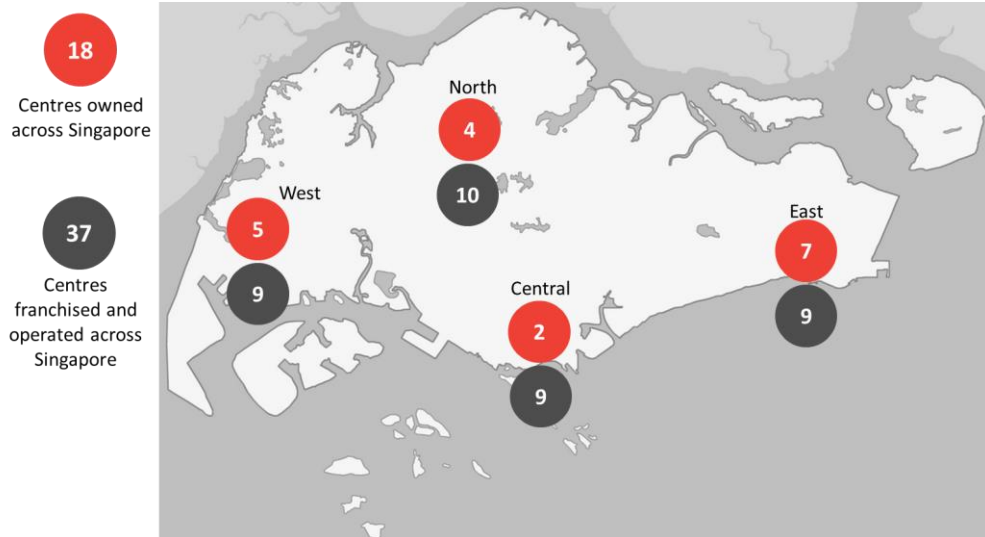 18
Centres owned
across Singapore
37
Centres
franchised and
operated across
Singapore
North
4
10
West
5
9
Central
2
9
East
7
9